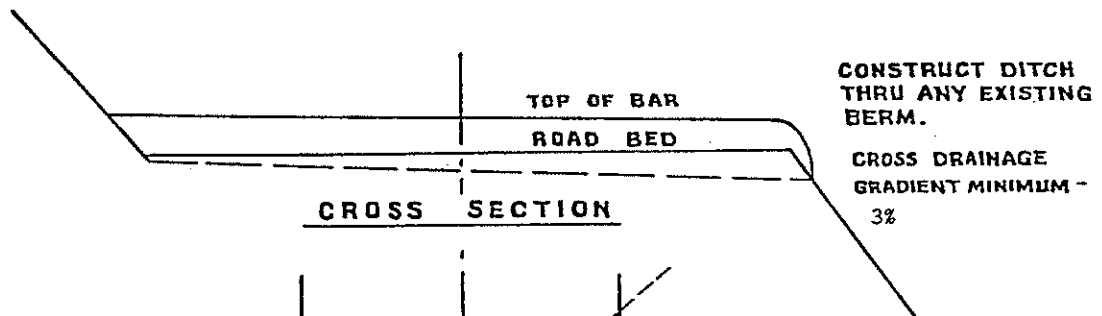 TOP OF BAR
ROAD BED
CROSS SECTION
CONSTRUCT DITCH
THRU ANY EXISTING
BERM.
CROSS DRAINAGE
GRADIENT MINIMUM -
3%